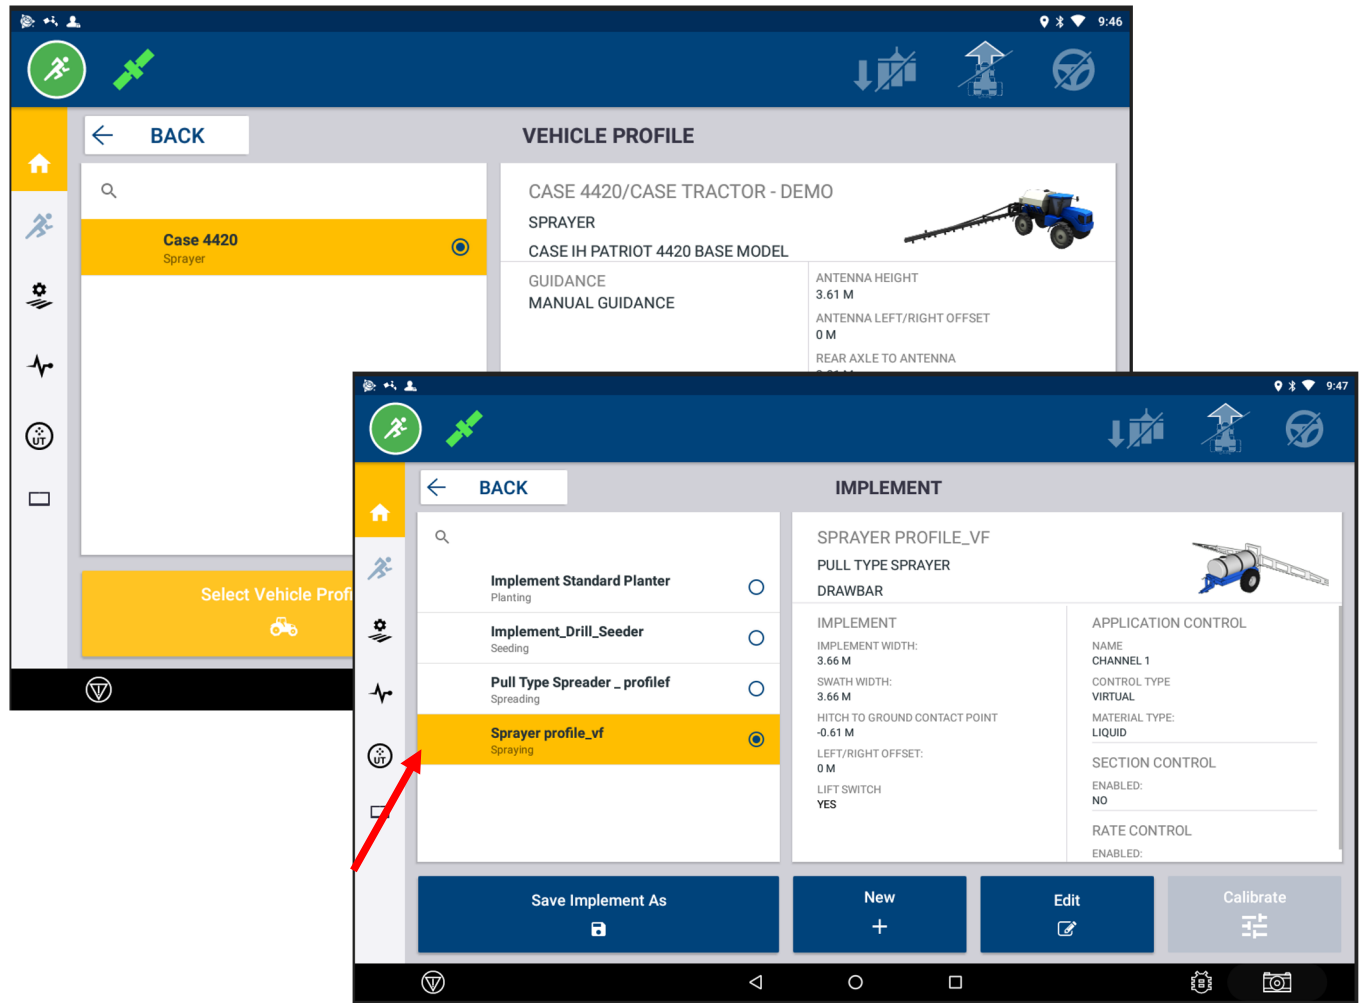 9:46
BACK
VEHICLE PROFILE
Case 4420
Sprayer
CASE 4420/CASE TRACTOR - DEMO
SPRAYER
CASE IH PATRIOT 4420 BASE MODEL
GUIDANCE
MANUAL GUIDANCE
ANTENNA HEIGHT
3.61 M
ANTENNA LEFT/RIGHT OFFSET
0 M
REAR AXLE TO ANTENNA
UT
Select Vehicle Profi
9:47
BACK
IMPLEMENT
Implement Standard Planter
Planting
Implement_Drill_Seeder
Seeding
Pull Type Spreader _ profilef
Spreading
Sprayer profile_vf
Spraying
UT
SPRAYER PROFILE_VF
PULL TYPE SPRAYER
DRAWBAR
IMPLEMENT
IMPLEMENT WIDTH:
3.66 M
SWATH WIDTH:
3.66 M
HITCH TO GROUND CONTACT POINT
-0.61 M
LEFT/RIGHT OFFSET:
0 M
LIFT SWITCH
YES
APPLICATION CONTROL
NAME
CHANNEL 1
CONTROL TYPE
VIRTUAL
MATERIAL TYPE:
LIQUID
SECTION CONTROL
ENABLED:
NO
RATE CONTROL
ENABLED:
Save Implement As
New
Edit
Calibrate